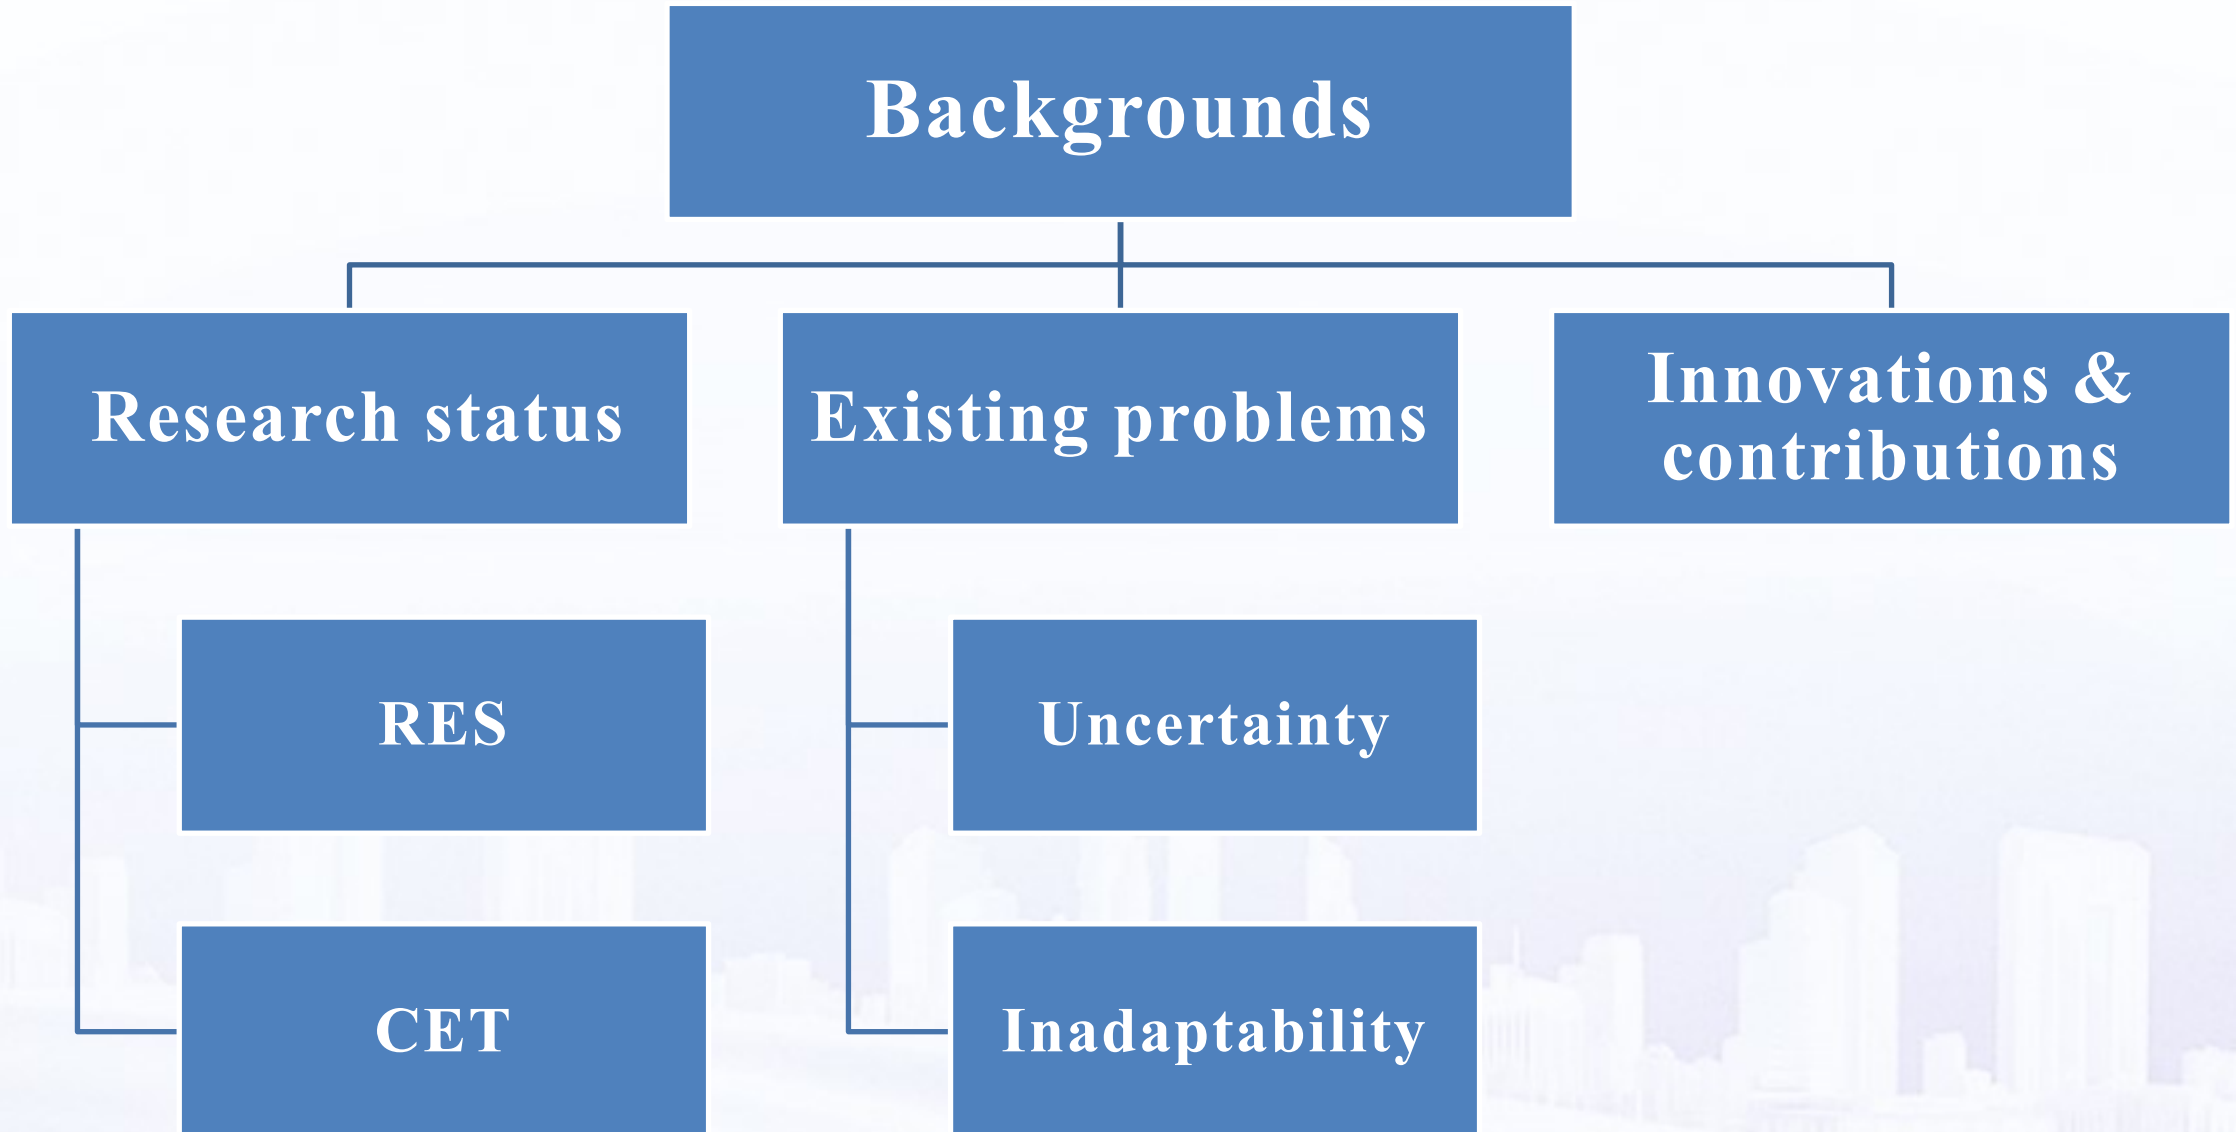 Backgrounds
Research status
Existing problems
Innovations &
contributions
RES
Uncertainty
CET
Inadaptability